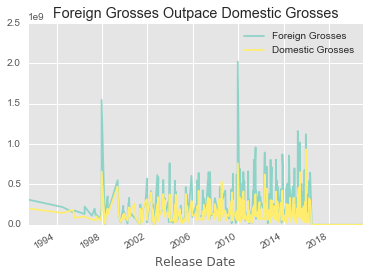 Foreign Grosses Outpace Domestic Grosses
1e9
2.5
2.0
1.5
1.0
0.5
0.0
Foreign Grosses
Domestic Grosses
1994 1998 2002 2006 2010 2014 2018
Release Date